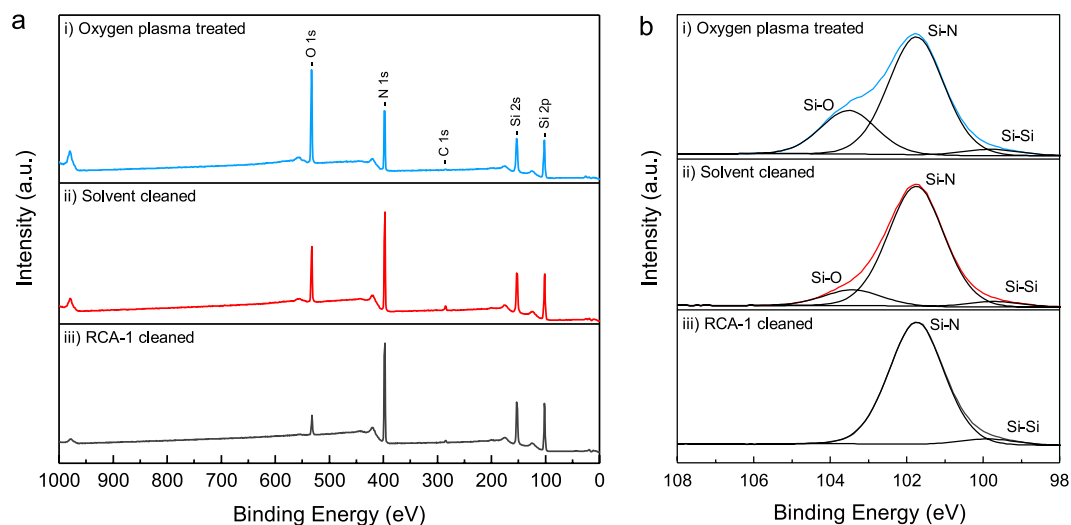 a
i) Oxygen plasma treated
O 1s
N 1s
C 1s
Si 2s
Si 2p
ii) Solvent cleaned
iii) RCA-1 cleaned
Intensity (a.u.)
1000 900 800 700 600 500 400 300 200 100 0
Binding Energy (eV)
b
i) Oxygen plasma treated
Si-N
Si-O
Si-Si
ii) Solvent cleaned
Si-N
Si-O
Si-Si
iii) RCA-1 cleaned
Si-N
Si-Si
Intensity (a.u.)
108 106 104 102 100 98
Binding Energy (eV)